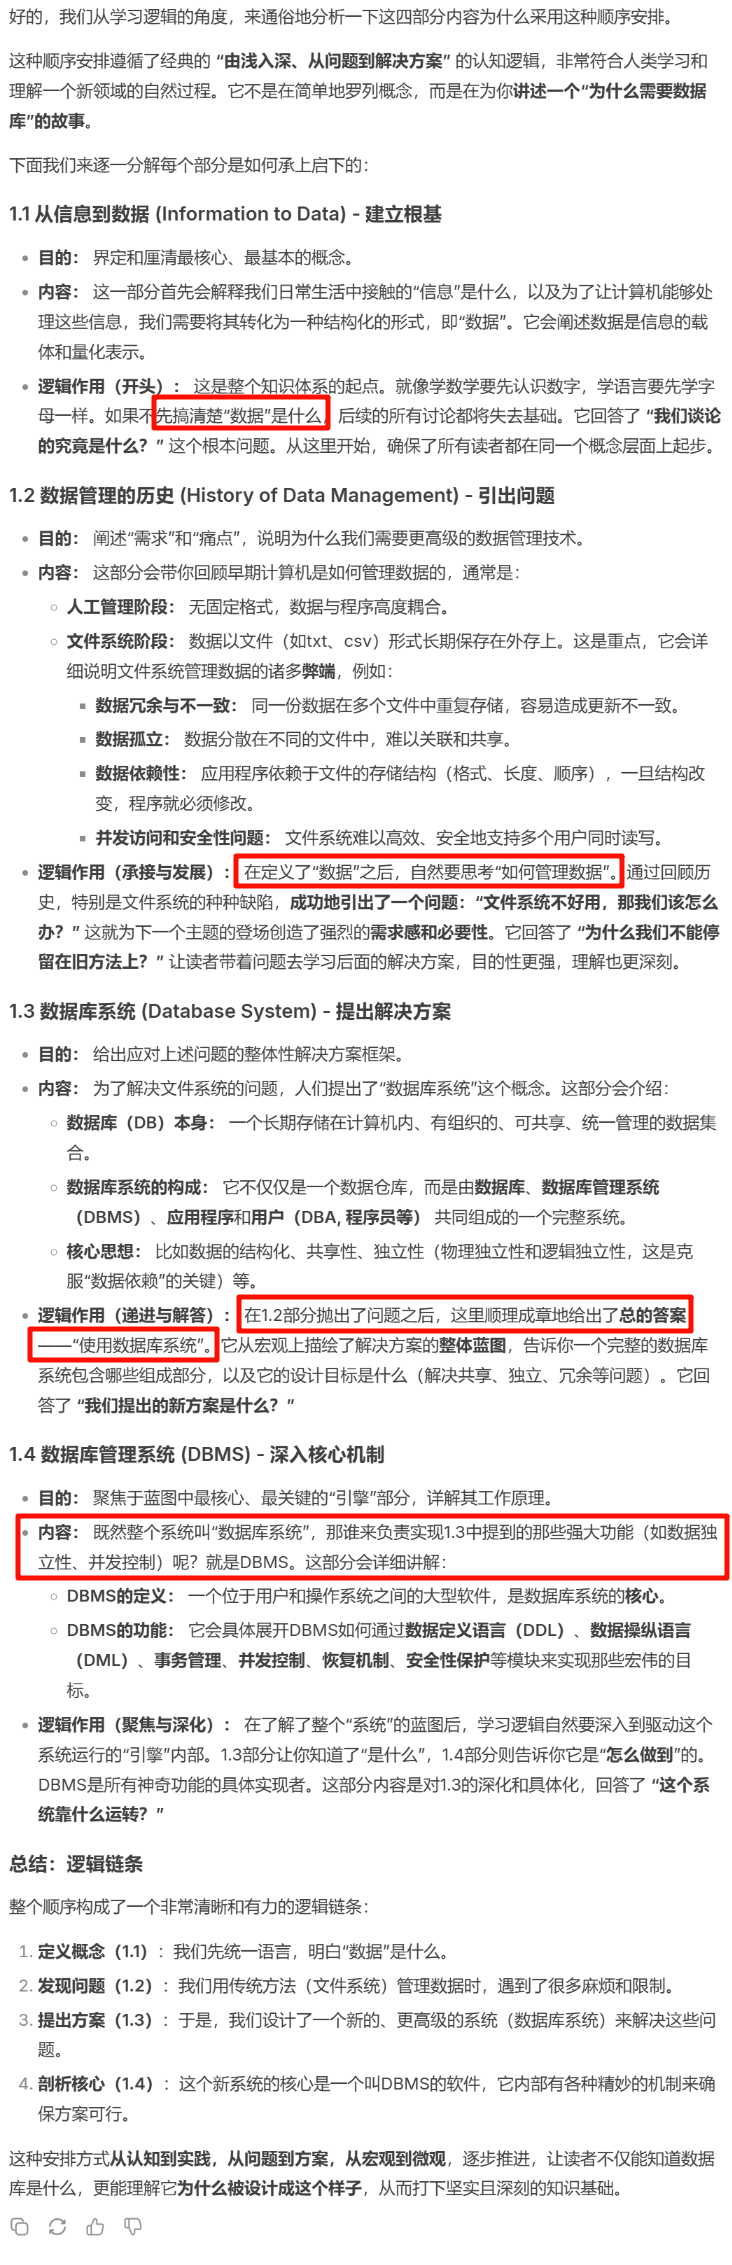 好的，我们从学习逻辑的角度，来通俗地分析一下这四部分内容为什么采用这种顺序安排。
这种顺序安排遵循了经典的 “由浅入深、从问题到解决方案” 的认知逻辑，非常符合人类学习和
理解一个新领域的自然过程。它不是在简单地罗列概念，而是在为你讲述一个“为什么需要数据
库”的故事。
下面我们来逐一分解每个部分是如何承上启下的：
1.1 从信息到数据 (Information to Data) - 建立根基
• 目的： 界定和厘清最核心、最基本的概念。
• 内容： 这一部分首先会解释我们日常生活中接触的“信息”是什么，以及为了让计算机能够处
理这些信息，我们需要将其转化为一种结构化的形式，即“数据”。它会阐述数据是信息的载
体和量化表示。
• 逻辑作用（开头）： 这是整个知识体系的起点。就像学数学要先认识数字，学语言要先学字
母一样。如果不先搞清楚“数据”是什么，后续的所有讨论都将失去基础。它回答了 “我们谈论
的究竟是什么？” 这个根本问题。从这里开始，确保了所有读者都在同一个概念层面上起步。
1.2 数据管理的历史 (History of Data Management) - 引出问题
• 目的： 阐述“需求”和“痛点”，说明为什么我们需要更高级的数据管理技术。
• 内容： 这部分会带你回顾早期计算机是如何管理数据的，通常是：
◦ 人工管理阶段： 无固定格式，数据与程序高度耦合。
◦ 文件系统阶段： 数据以文件（如txt、csv）形式长期保存在外存上。这是重点，它会详
细说明文件系统管理数据的诸多弊端，例如：
▪ 数据冗余与不一致： 同一份数据在多个文件中重复存储，容易造成更新不一致。
▪ 数据孤立： 数据分散在不同的文件中，难以关联和共享。
▪ 数据依赖性： 应用程序依赖于文件的存储结构（格式、长度、顺序），一旦结构改
变，程序就必须修改。
▪ 并发访问和安全性问题： 文件系统难以高效、安全地支持多个用户同时读写。
• 逻辑作用（承接与发展）： 在定义了“数据”之后，自然要思考“如何管理数据”。通过回顾历
史，特别是文件系统的种种缺陷，成功地引出了一个问题：“文件系统不好用，那我们该怎么
办？” 这就为下一个主题的登场创造了强烈的需求感和必要性。它回答了 “为什么我们不能停
留在旧方法上？” 让读者带着问题去学习后面的解决方案，目的性更强，理解也更深刻。
1.3 数据库系统 (Database System) - 提出解决方案
• 目的： 给出应对上述问题的整体性解决方案框架。
• 内容： 为了解决文件系统的问题，人们提出了“数据库系统”这个概念。这部分会介绍：
◦ 数据库（DB）本身： 一个长期存储在计算机内、有组织的、可共享、统一管理的数据集
合。
◦ 数据库系统的构成： 它不仅仅是一个数据仓库，而是由数据库、数据库管理系统
（DBMS）、应用程序和用户（DBA, 程序员等） 共同组成的一个完整系统。
◦ 核心思想： 比如数据的结构化、共享性、独立性（物理独立性和逻辑独立性，这是克
服“数据依赖”的关键）等。
• 逻辑作用（递进与解答）： 在1.2部分抛出了问题之后，这里顺理成章地给出了总的答案
——“使用数据库系统”。它从宏观上描绘了解决方案的整体蓝图，告诉你一个完整的数据库
系统包含哪些组成部分，以及它的设计目标是什么（解决共享、独立、冗余等问题）。它回
答了 “我们提出的新方案是什么？”
1.4 数据库管理系统 (DBMS) - 深入核心机制
• 目的： 聚焦于蓝图中最核心、最关键的“引擎”部分，详解其工作原理。
• 内容： 既然整个系统叫“数据库系统”，那谁来负责实现1.3中提到的那些强大功能（如数据独
立性、并发控制）呢？就是DBMS。这部分会详细讲解：
◦ DBMS的定义： 一个位于用户和操作系统之间的大型软件，是数据库系统的核心。
◦ DBMS的功能： 它会具体展开DBMS如何通过数据定义语言（DDL）、数据操纵语言
（DML）、事务管理、并发控制、恢复机制、安全性保护等模块来实现那些宏伟的目
标。
• 逻辑作用（聚焦与深化）： 在了解了整个“系统”的蓝图后，学习逻辑自然要深入到驱动这个
系统运行的“引擎”内部。1.3部分让你知道了“是什么”，1.4部分则告诉你它是“怎么做到”的。
DBMS是所有神奇功能的具体实现者。这部分内容是对1.3的深化和具体化，回答了 “这个系
统靠什么运转？”
总结：逻辑链条
整个顺序构成了一个非常清晰和有力的逻辑链条：
1. 定义概念（1.1）：我们先统一语言，明白“数据”是什么。
2. 发现问题（1.2）：我们用传统方法（文件系统）管理数据时，遇到了很多麻烦和限制。
3. 提出方案（1.3）：于是，我们设计了一个新的、更高级的系统（数据库系统）来解决这些问
题。
4. 剖析核心（1.4）：这个新系统的核心是一个叫DBMS的软件，它内部有各种精妙的机制来确
保方案可行。
这种安排方式从认知到实践，从问题到方案，从宏观到微观，逐步推进，让读者不仅能知道数据
库是什么，更能理解它为什么被设计成这个样子，从而打下坚实且深刻的知识基础。